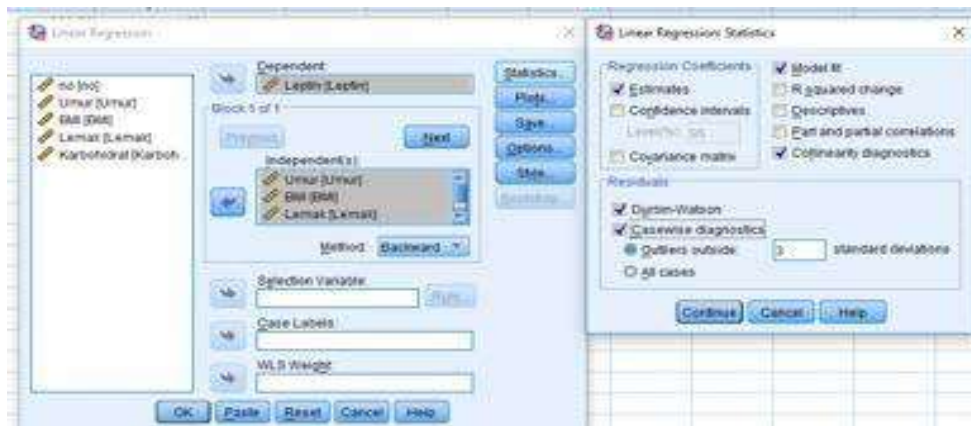 Linear Regression
no [no]
Umur [Umur]
BMI [BMI]
Lemak [Lemak]
Karbohidrat [Karboh...
Dependent:
Leptin [Leptin]
Block 1 of 1
Previous
Next
Independent(s):
Umur [Umur]
BMI [BMI]
Lemak [Lemak]
Method: Backward
Selection Variable:
Rule...
Case Labels:
WLS Weight:
OK Paste Reset Cancel Help
Statistics...
Plots...
Save...
Options...
Style...
Bootstrap...
Linear Regression: Statistics
Regression Coefficients
Estimates
Confidence intervals
Level(%): 95
Covariance matrix
Model fit
R squared change
Descriptives
Part and partial correlations
Collinearity diagnostics
Residuals
Durbin-Watson
Casewise diagnostics
Outliers outside: 3 standard deviations
All cases
Continue Cancel Help